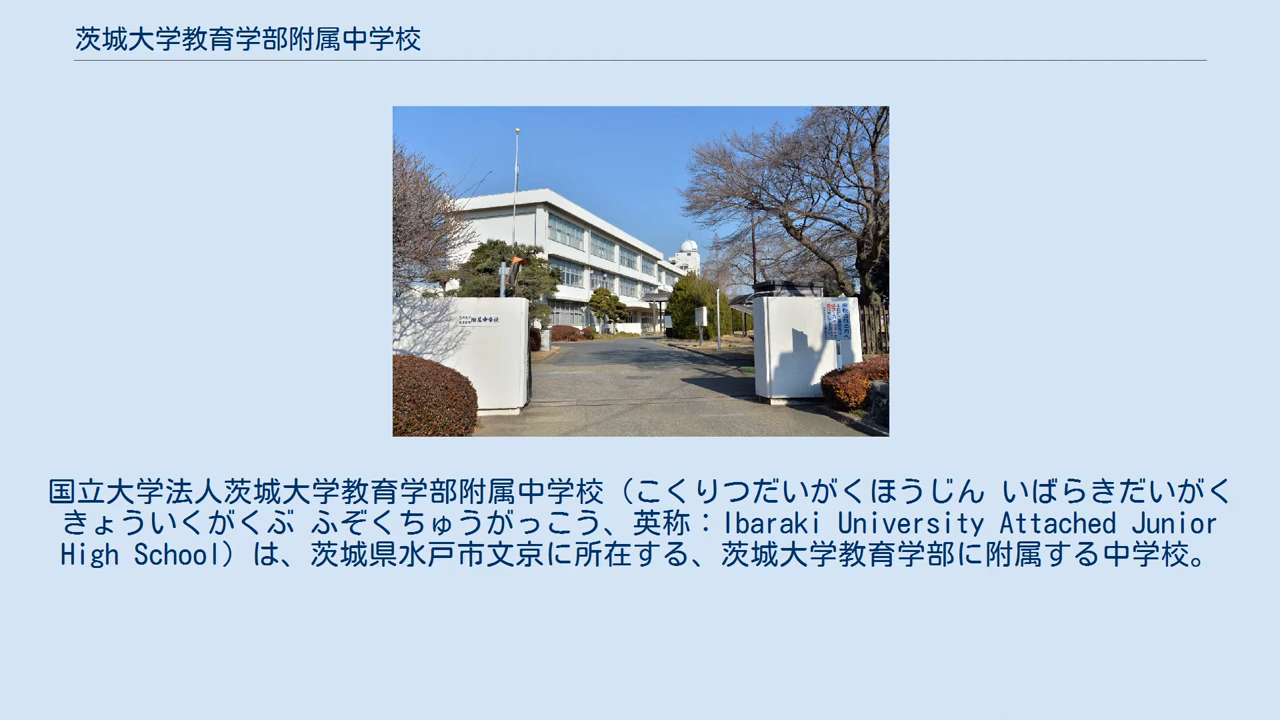 茨城大学教育学部附属中学校
附属中学校
国立大学法人茨城大学教育学部附属中学校（こくりつだいがくほうじん いばらきだいがく
きょういくがくぶ ふぞくちゅうがっこう、英称：Ibaraki University Attached Junior
High School）は、茨城県水戸市文京に所在する、茨城大学教育学部に附属する中学校。